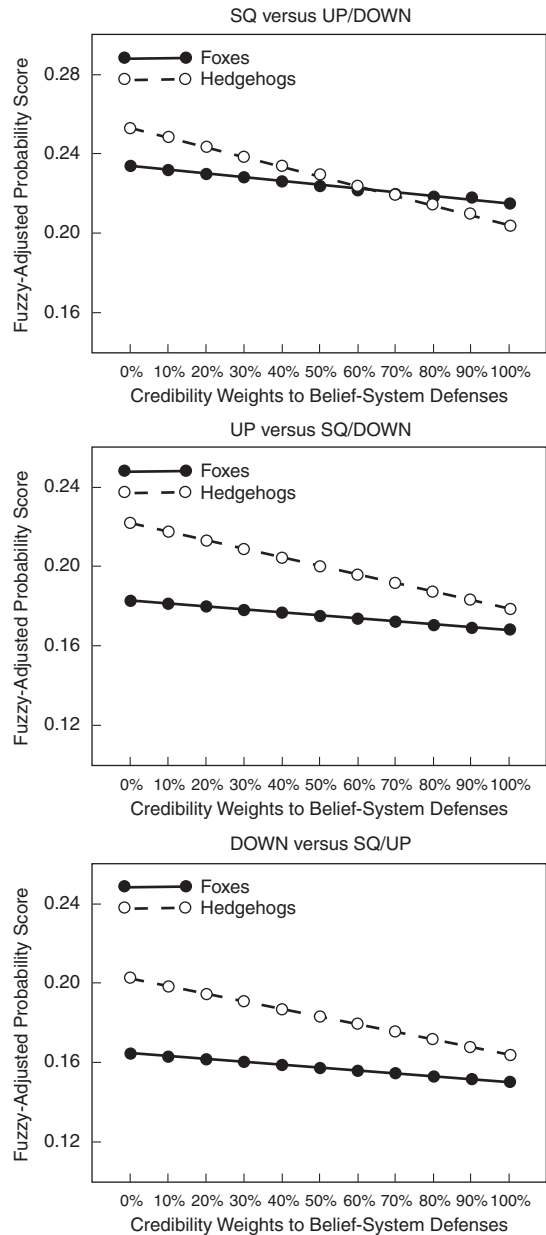 SQ versus UP/DOWN
Foxes
Hedgehogs
Fuzzy-Adjusted Probability Score
0.28
0.24
0.20
0.16
0% 10% 20% 30% 40% 50% 60% 70% 80% 90% 100%
Credibility Weights to Belief-System Defenses
UP versus SQ/DOWN
Foxes
Hedgehogs
Fuzzy-Adjusted Probability Score
0.24
0.20
0.16
0.12
0% 10% 20% 30% 40% 50% 60% 70% 80% 90% 100%
Credibility Weights to Belief-System Defenses
DOWN versus SQ/UP
Foxes
Hedgehogs
Fuzzy-Adjusted Probability Score
0.24
0.20
0.16
0.12
0% 10% 20% 30% 40% 50% 60% 70% 80% 90% 100%
Credibility Weights to Belief-System Defenses